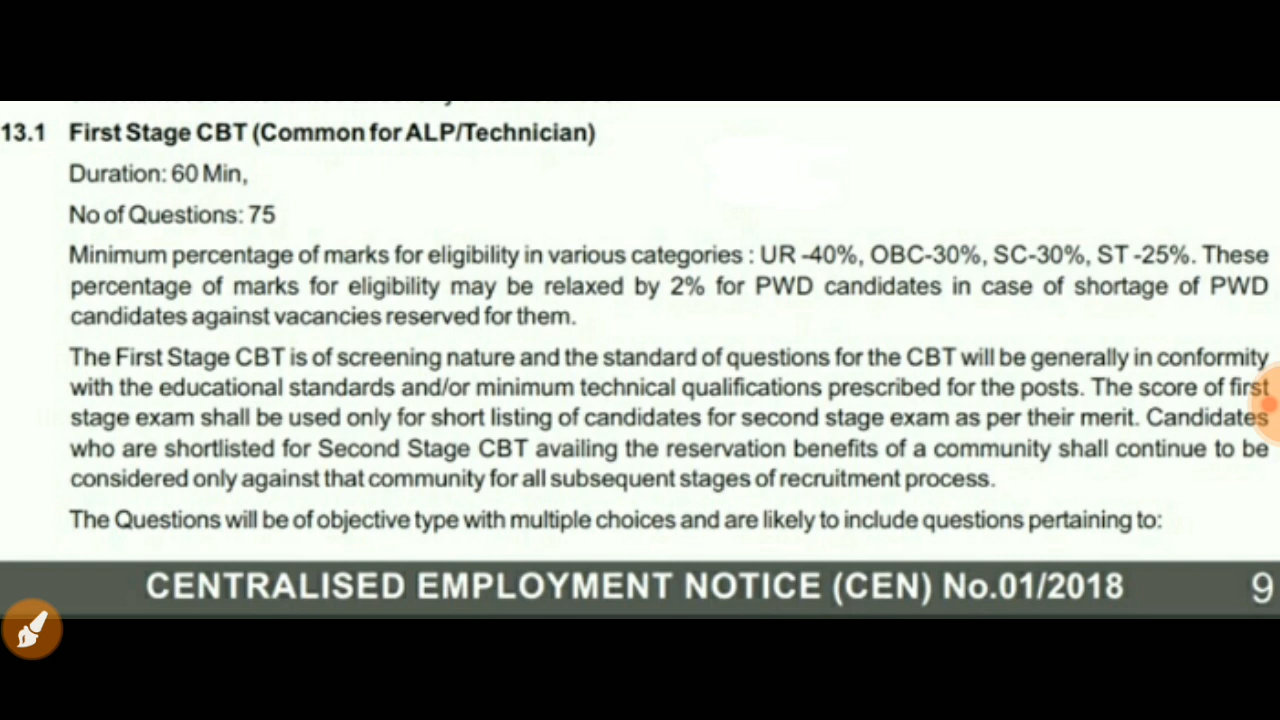 13.1 First Stage CBT (Common for ALP/Technician)
Duration: 60 Min,
No of Questions: 75
Minimum percentage of marks for eligibility in various categories : UR -40%, OBC-30%, SC-30%, ST -25%. These
percentage of marks for eligibility may be relaxed by 2% for PWD candidates in case of shortage of PWD
candidates against vacancies reserved for them.
The First Stage CBT is of screening nature and the standard of questions for the CBT will be generally in conformity
with the educational standards and/or minimum technical qualifications prescribed for the posts. The score of first
stage exam shall be used only for short listing of candidates for second stage exam as per their merit. Candidates
who are shortlisted for Second Stage CBT availing the reservation benefits of a community shall continue to be
considered only against that community for all subsequent stages of recruitment process.
The Questions will be of objective type with multiple choices and are likely to include questions pertaining to:
CENTRALISED EMPLOYMENT NOTICE (CEN) No.01/2018 9